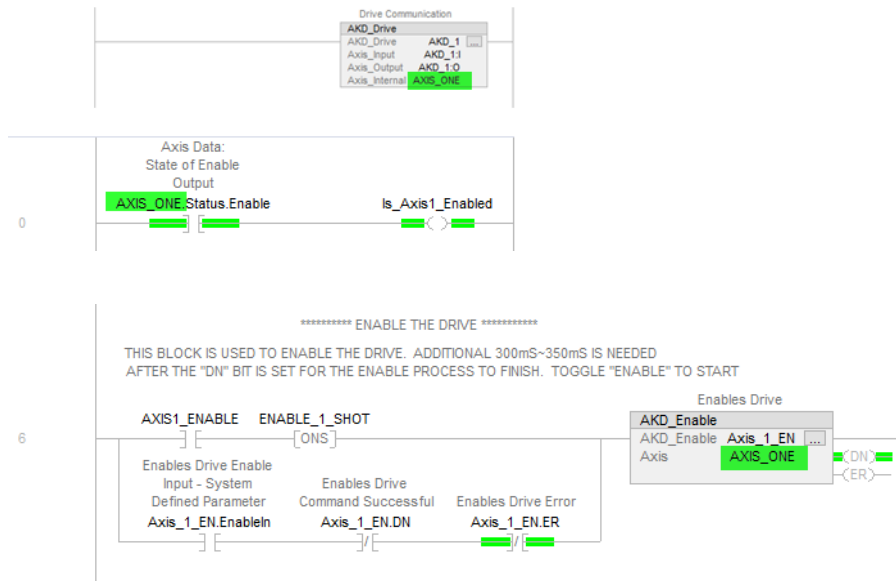 Drive Communication
AKD_Drive
AKD_Drive AKD_1 ...
Axis_Input AKD_1:I
Axis_Output AKD_1:O
Axis_Internal AXIS_ONE
Axis Data:
State of Enable
Output
AXIS_ONE.Status.Enable Is_Axis1_Enabled
0
********** ENABLE THE DRIVE ***********
THIS BLOCK IS USED TO ENABLE THE DRIVE. ADDITIONAL 300mS~350mS IS NEEDED
AFTER THE "DN" BIT IS SET FOR THE ENABLE PROCESS TO FINISH. TOGGLE "ENABLE" TO START
Enables Drive
AXIS1_ENABLE ENABLE_1_SHOT
AKD_Enable
6
ONS
AKD_Enable Axis_1_EN ...
Axis AXIS_ONE
DN
ER
Enables Drive Enable
Input - System
Defined Parameter
Axis_1_EN.EnableIn
Enables Drive
Command Successful
Axis_1_EN.DN
Enables Drive Error
Axis_1_EN.ER